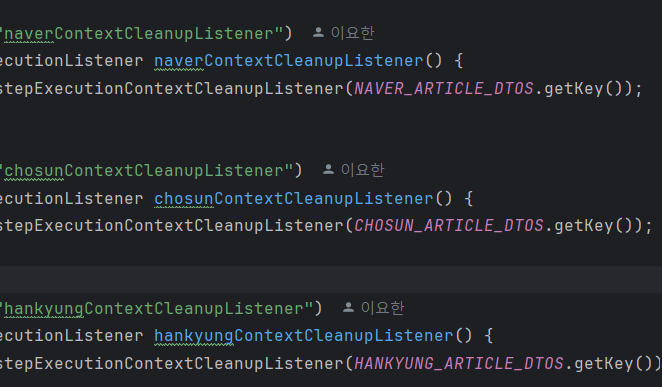 "naverContextCleanupListener") 이요한
ecutionListener naverContextCleanupListener() {
stepExecutionContextCleanupListener(NAVER_ARTICLE_DTOS.getKey());
"chosunContextCleanupListener") 이요한
ecutionListener chosunContextCleanupListener() {
stepExecutionContextCleanupListener(CHOSUN_ARTICLE_DTOS.getKey());
"hankyungContextCleanupListener") 이요한
ecutionListener hankyungContextCleanupListener() {
stepExecutionContextCleanupListener(HANKYUNG_ARTICLE_DTOS.getKey())